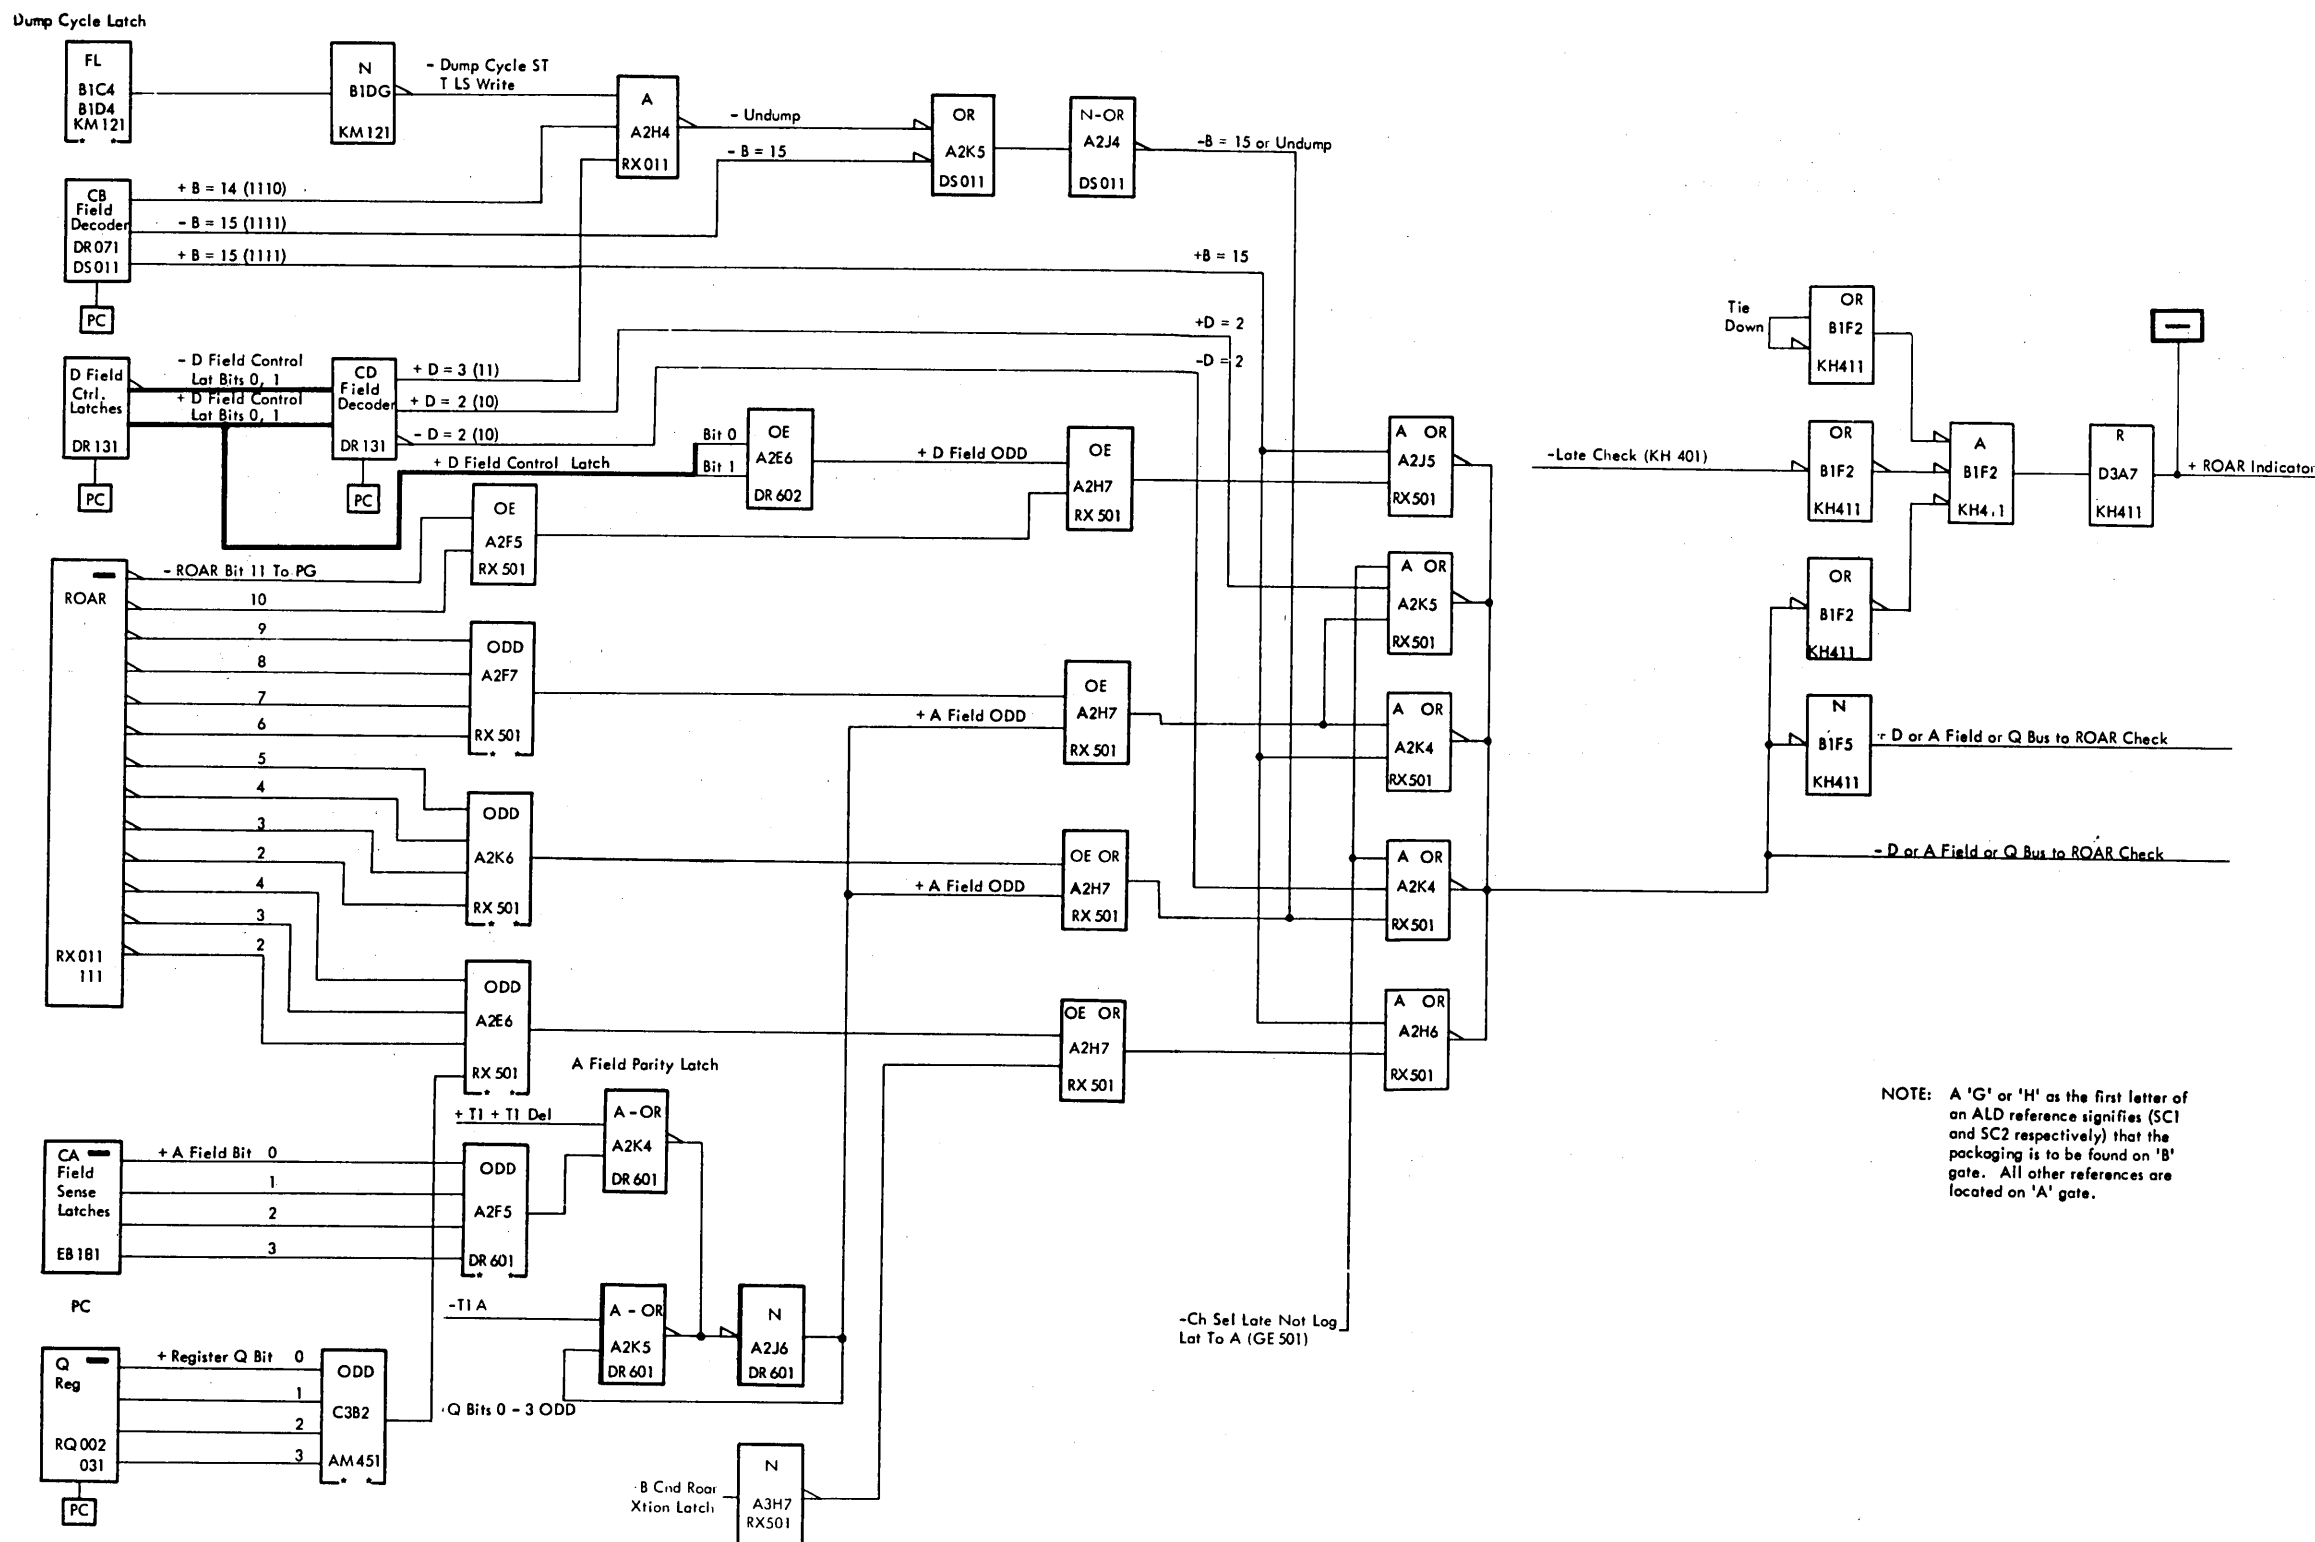 Dump Cycle Latch
FL
B1C4
B1D4
KM121
N
B1DG
KM121
- Dump Cycle ST
T LS Write
A
A2H4
RX011
- Undump
- B = 15
OR
A2K5
DS011
N-OR
A2J4
DS011
-B = 15 or Undump
CB
Field
Decoder
DR071
DS011
PC
+ B = 14 (1110)
- B = 15 (1111)
+ B = 15 (1111)
+B = 15
+D = 2
-D = 2
D Field
Ctrl.
Latches
DR131
PC
- D Field Control
Lat Bits 0, 1
+ D Field Control
Lat Bits 0, 1
CD
Field
Decoder
DR131
PC
+ D = 3 (11)
+ D = 2 (10)
- D = 2 (10)
+ D Field Control Latch
Bit 0
Bit 1
OE
A2E6
DR602
+ D Field ODD
OE
A2H7
RX501
OE
A2F5
RX501
ROAR
RX011
111
- ROAR Bit 11 To PG
10
9
8
7
6
5
4
3
2
4
3
2
ODD
A2F7
RX501
ODD
A2K6
RX501
ODD
A2E6
RX501
+ A Field ODD
OE
A2H7
RX501
+ A Field ODD
OE OR
A2H7
RX501
OE OR
A2H7
RX501
A OR
A2J5
RX501
A OR
A2K5
RX501
A OR
A2K4
RX501
A OR
A2K4
RX501
A OR
A2H6
RX501
Tie
Down
OR
B1F2
KH411
-Late Check (KH 401)
OR
B1F2
KH411
OR
B1F2
KH411
A
B1F2
R
D3A7
KH411
+ ROAR Indicator
N
B1F5
KH411
D or A Field or Q Bus to ROAR Check
- D or A Field or Q Bus to ROAR Check
A Field Parity Latch
+ T1 + T1 Del
A-OR
A2K4
DR601
CA
Field
Sense
Latches
EB181
PC
+ A Field Bit 0
1
2
3
ODD
A2F5
DR601
-T1A
A - OR
A2K5
DR601
N
A2J6
DR601
Q
Reg
RQ002
031
PC
+ Register Q Bit 0
1
2
3
ODD
C3B2
AM451
Q Bits 0 - 3 ODD
B Cnd Roar
Xtion Latch
N
A3H7
RX501
-Ch Sel Late Not Log
Lat To A (GE501)
NOTE: A 'G' or 'H' as the first letter of
an ALD reference signifies (SC1
and SC2 respectively) that the
packaging is to be found on 'B'
gate. All other references are
located on 'A' gate.